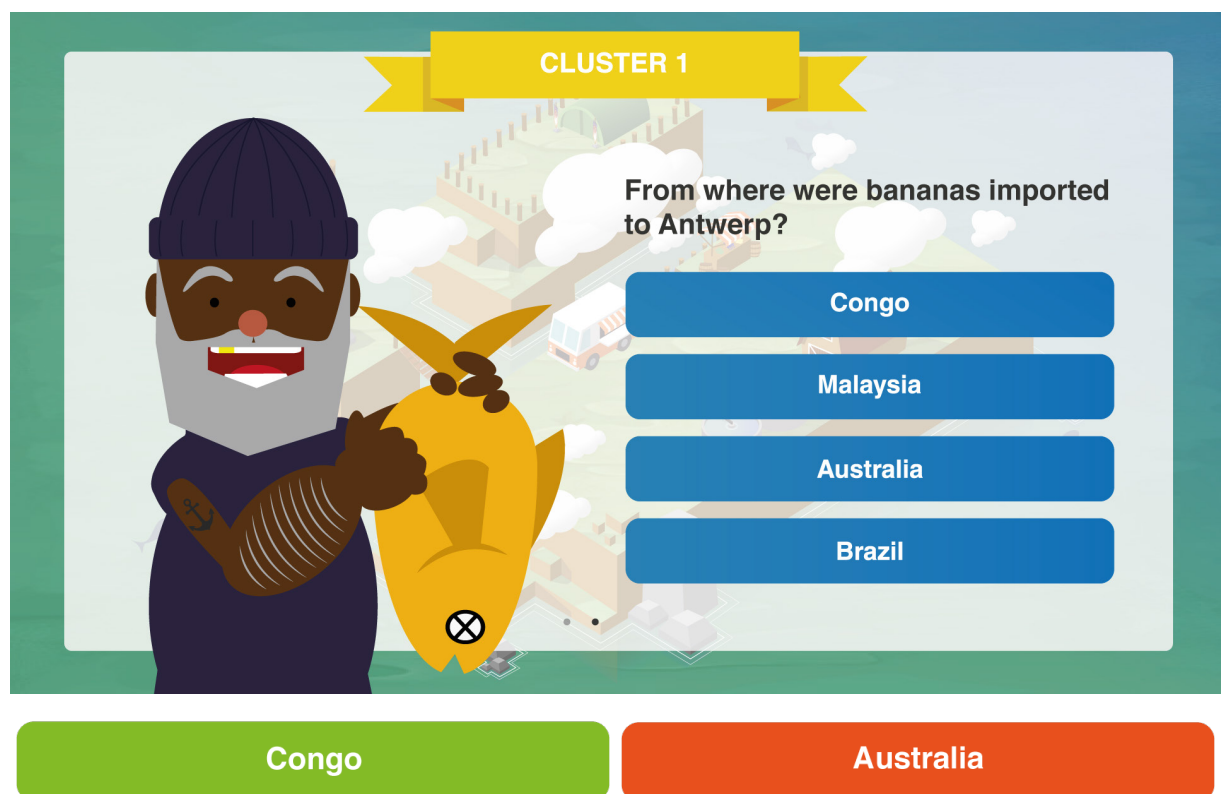 CLUSTER 1
From where were bananas imported
to Antwerp?
Congo
Malaysia
Australia
Brazil
Congo
Australia